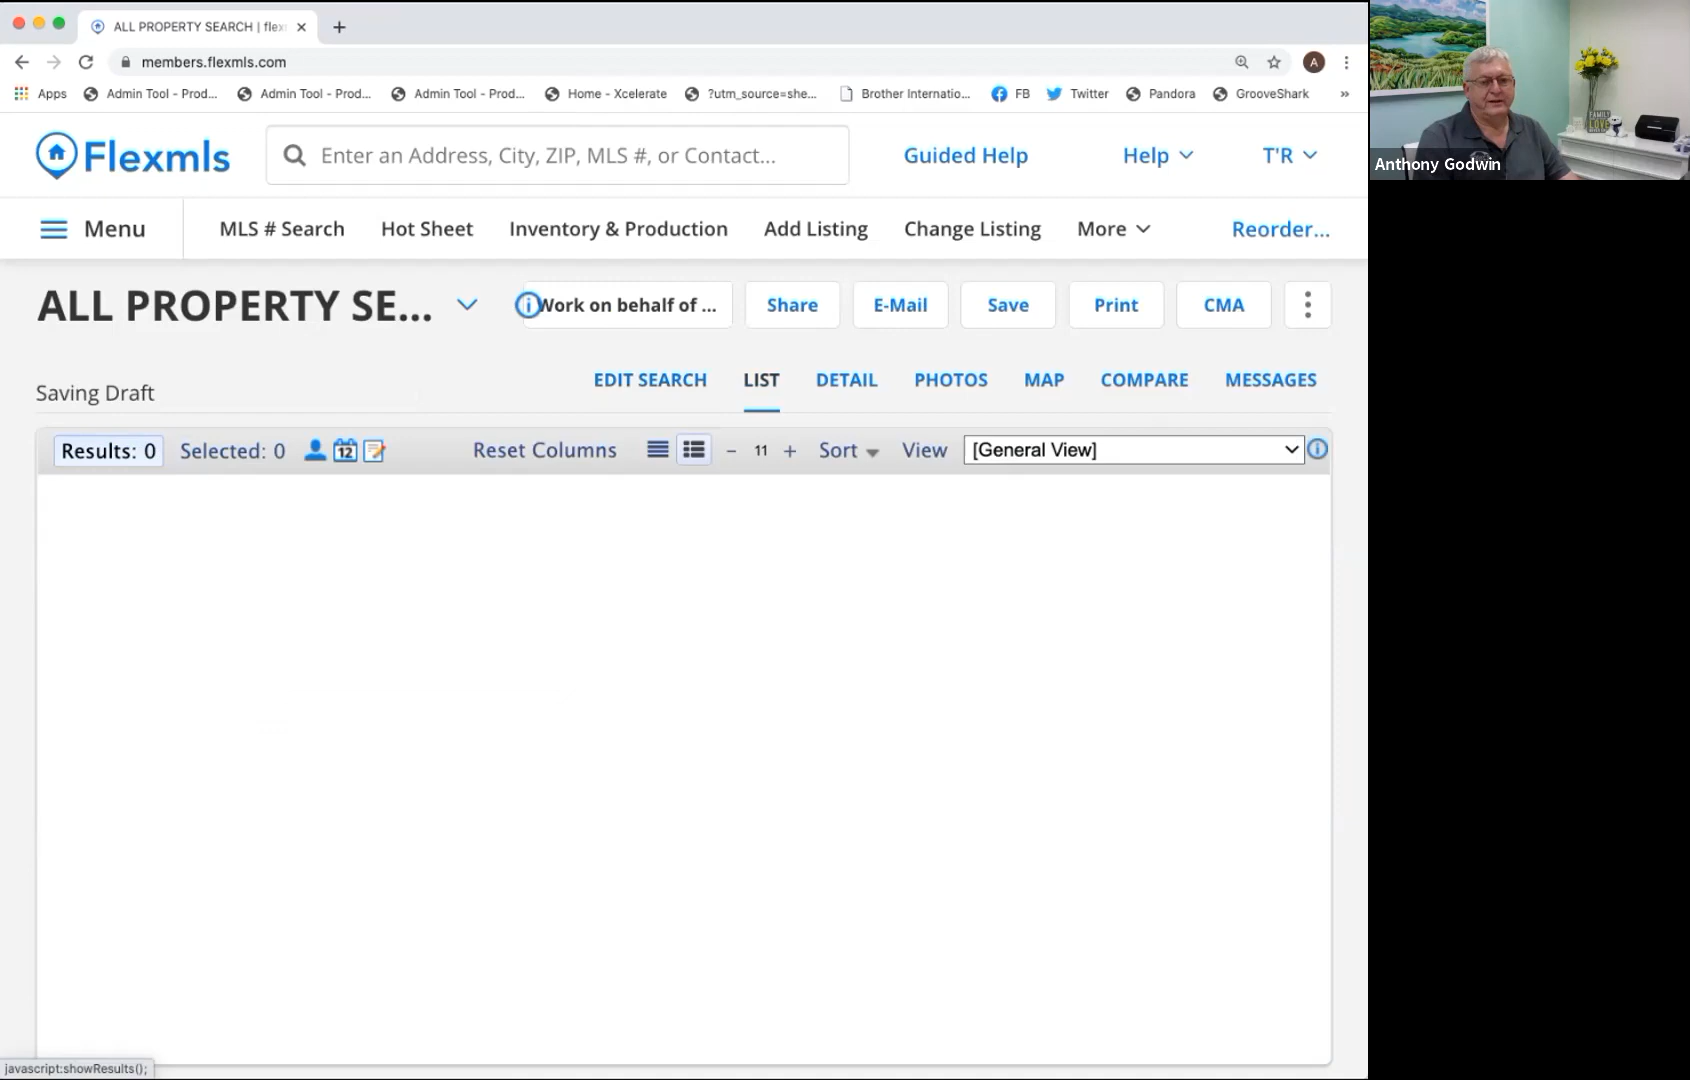 ALL PROPERTY SEARCH | flex
members.flexmls.com
A
Apps
Admin Tool - Prod...
Admin Tool - Prod...
Admin Tool - Prod...
Home - Xcelerate
?utm_source=she...
Brother Internatio...
FB
Twitter
Pandora
GrooveShark
»
Flexmls
Enter an Address, City, ZIP, MLS #, or Contact...
Guided Help
Help
T'R
Menu
MLS # Search
Hot Sheet
Inventory & Production
Add Listing
Change Listing
More
Reorder...
ALL PROPERTY SE...
Work on behalf of ...
Share
E-Mail
Save
Print
CMA
Saving Draft
EDIT SEARCH
LIST
DETAIL
PHOTOS
MAP
COMPARE
MESSAGES
Results: 0
Selected: 0
12
Reset Columns
– 11 +
Sort
View
[General View]
javascript:showResults();
FAMILY
LOVE
Anthony Godwin